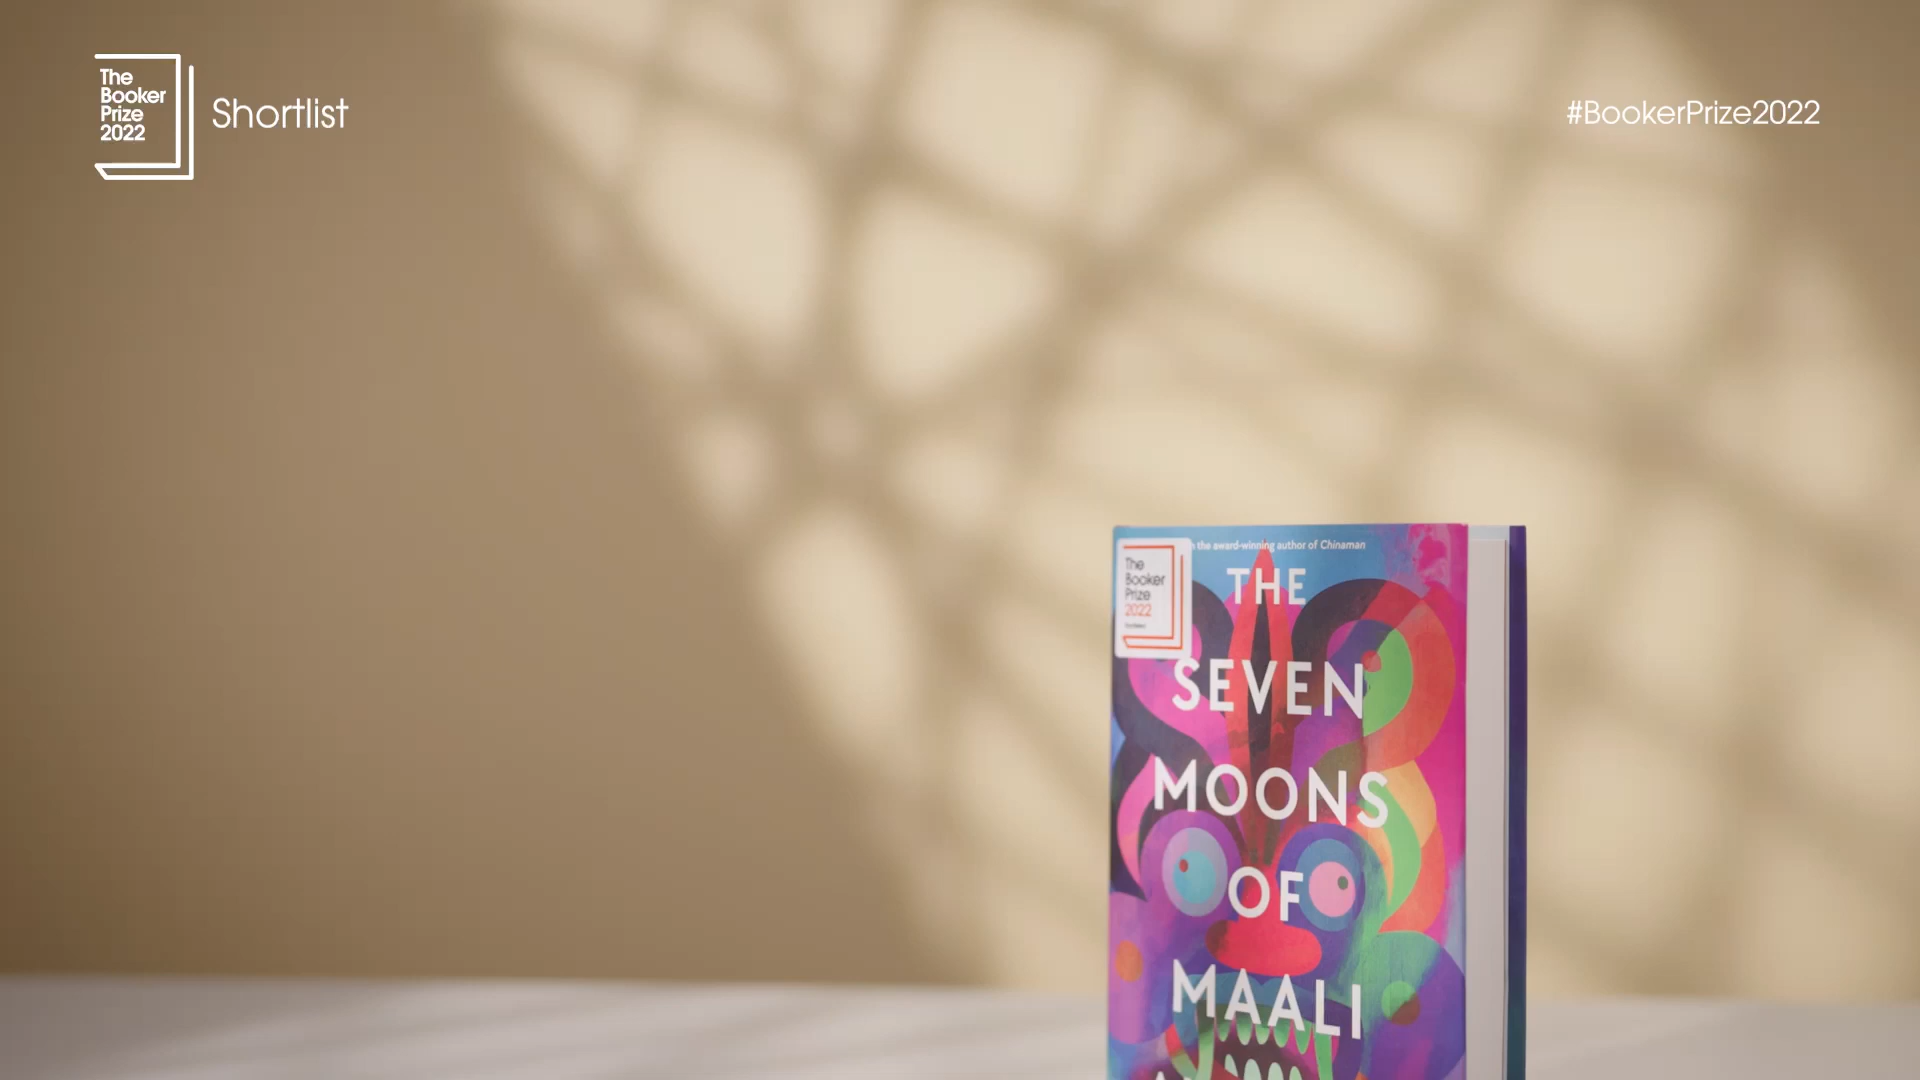 The
Booker
Prize
2022
Shortlist
#BookerPrize2022
the award-winning author of Chinaman
The
Booker
Prize
2022
THE
SEVEN
MOONS
OF
MAALI